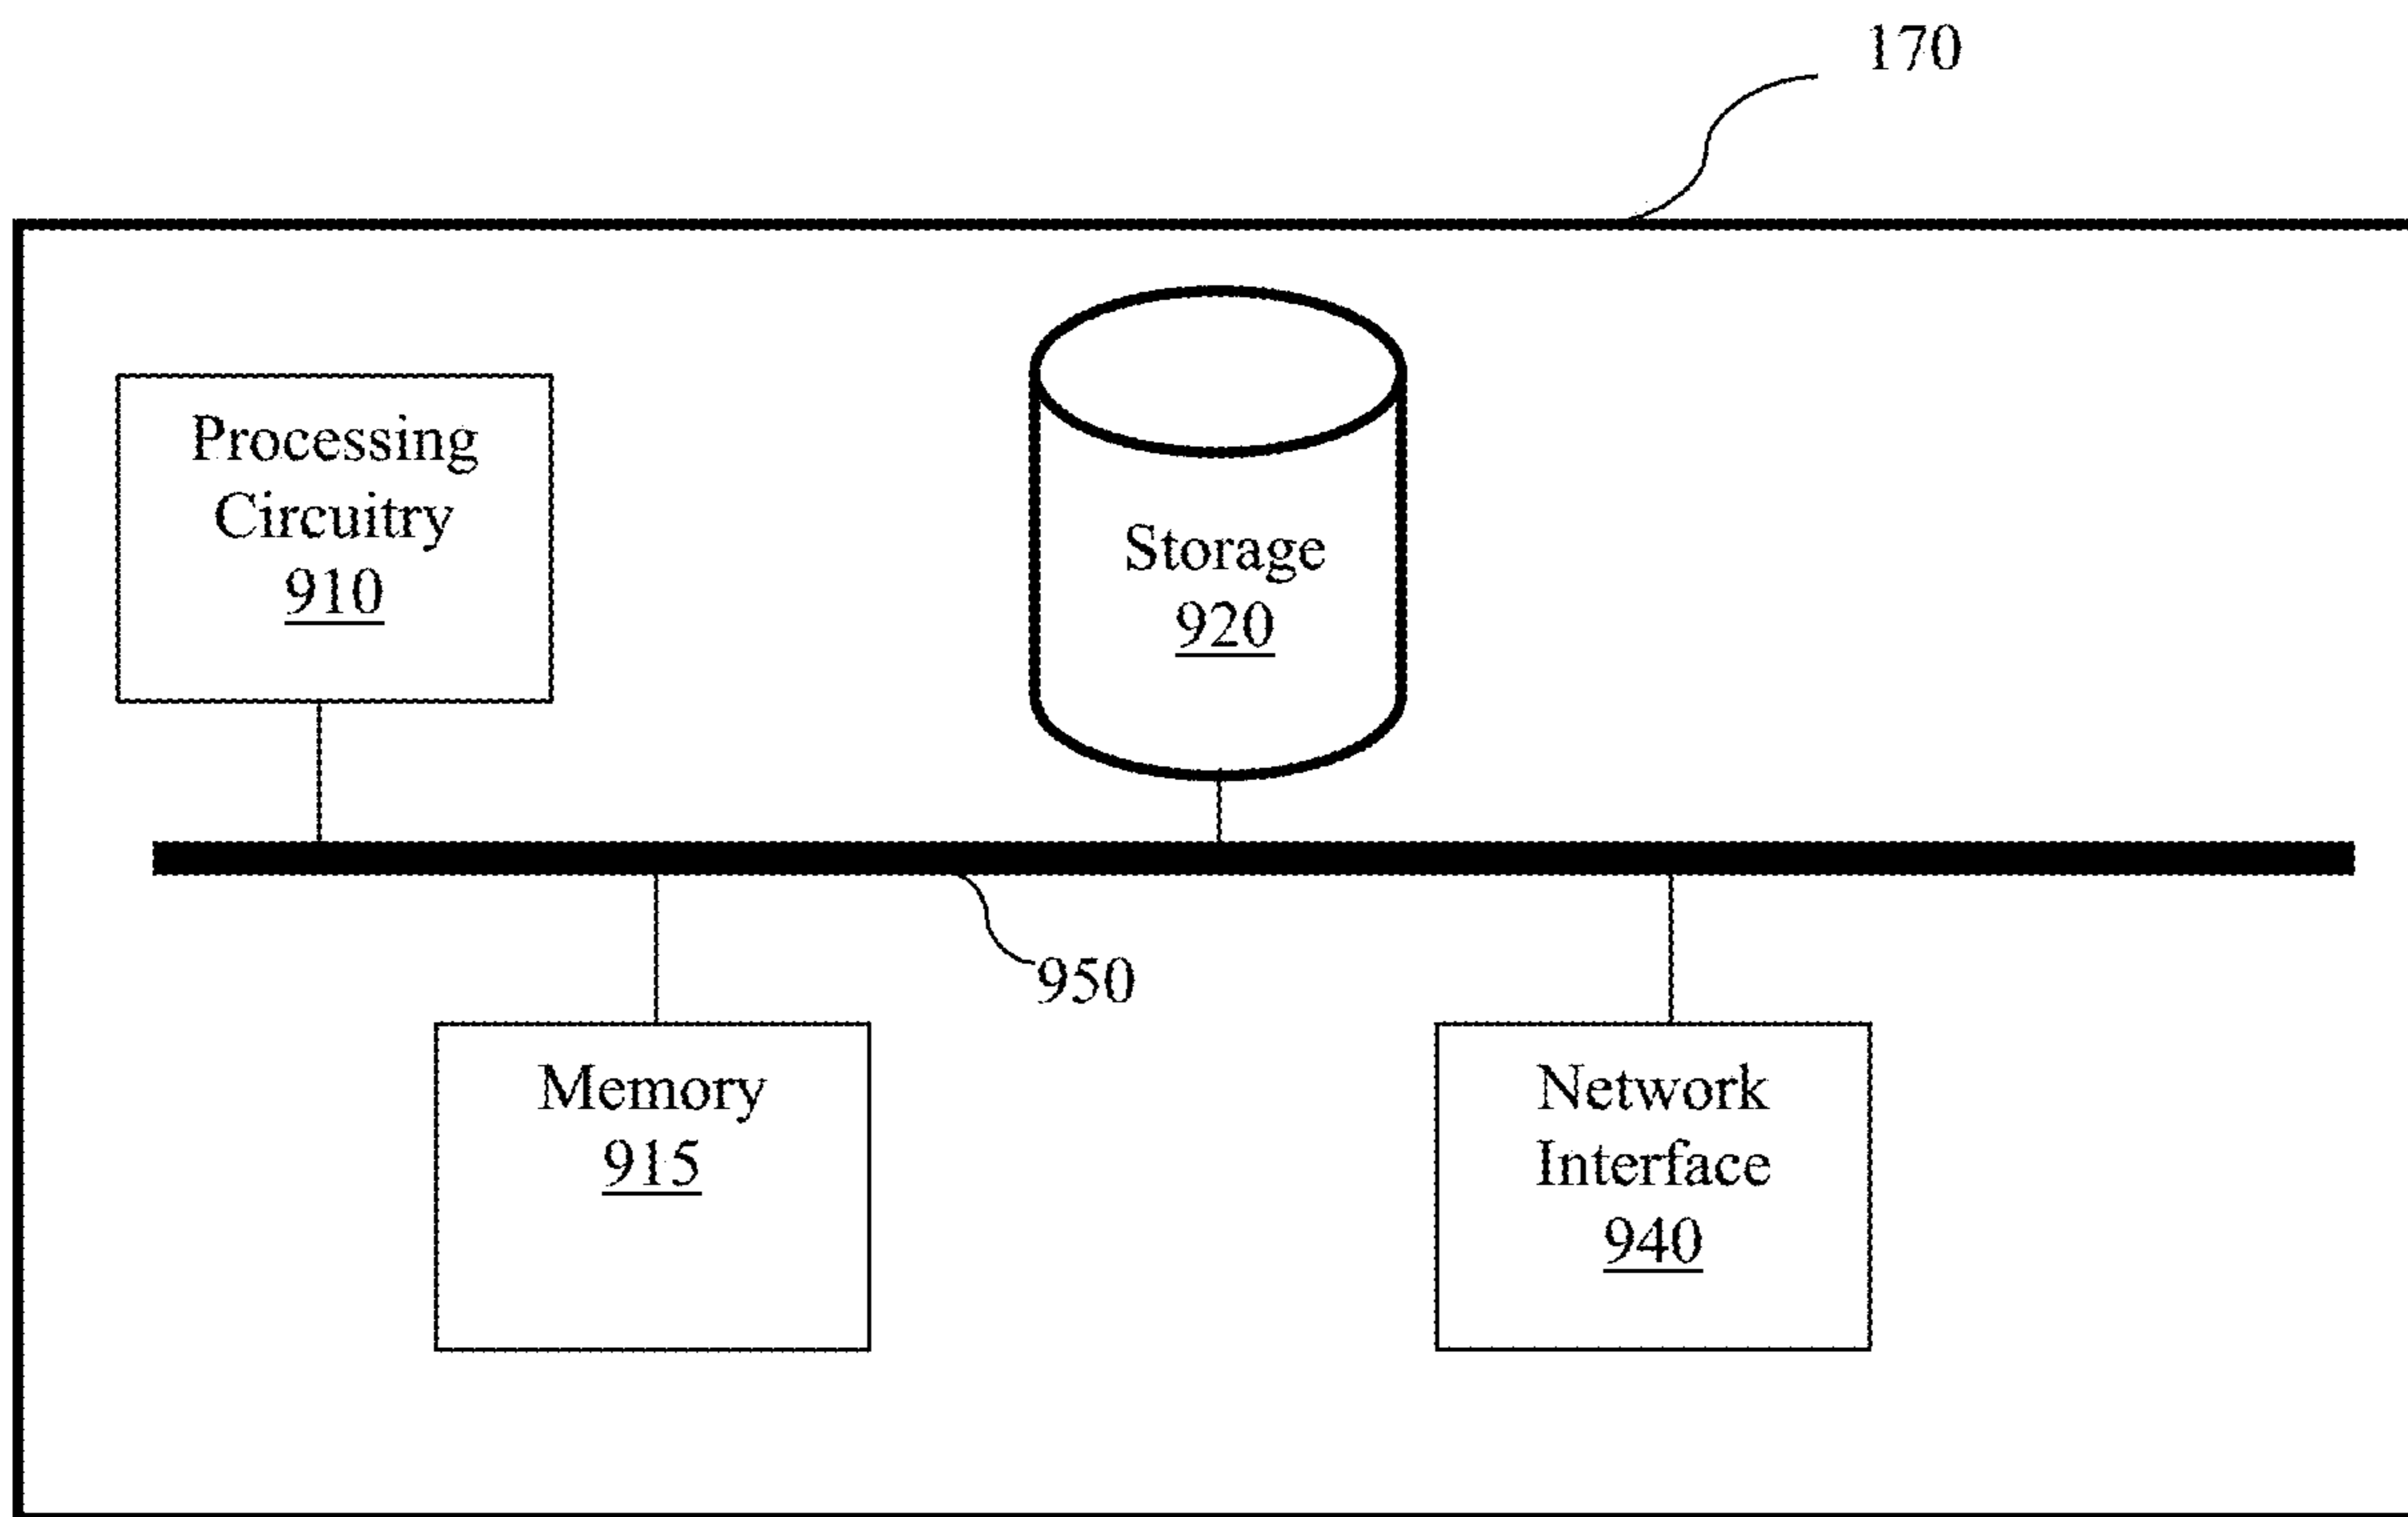 170
Processing
Circuitry
910
Storage
920
950
Memory
915
Network
Interface
940